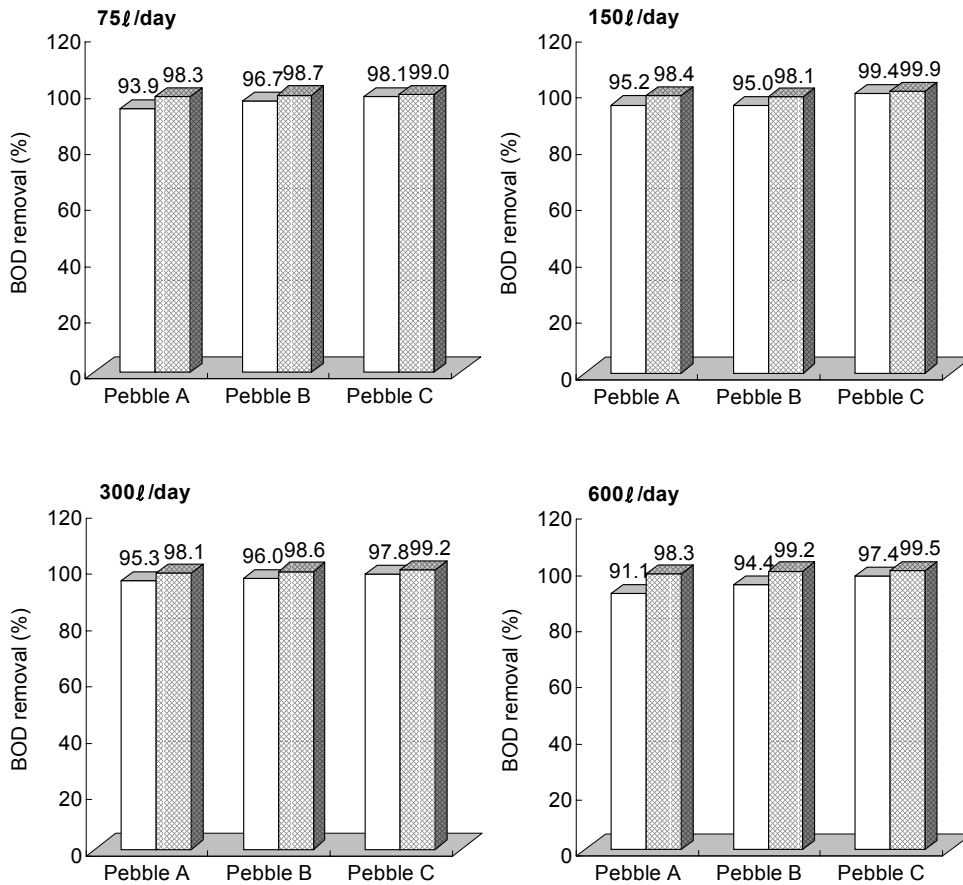 75ℓ/day
BOD removal (%)
120
100
80
60
40
20
0
93.9 98.3 96.7 98.7 98.1 99.0
Pebble A Pebble B Pebble C
150ℓ/day
BOD removal (%)
120
100
80
60
40
20
0
95.2 98.4 95.0 98.1 99.4 99.9
Pebble A Pebble B Pebble C
300ℓ/day
BOD removal (%)
120
100
80
60
40
20
0
95.3 98.1 96.0 98.6 97.8 99.2
Pebble A Pebble B Pebble C
600ℓ/day
BOD removal (%)
120
100
80
60
40
20
0
91.1 98.3 94.4 99.2 97.4 99.5
Pebble A Pebble B Pebble C